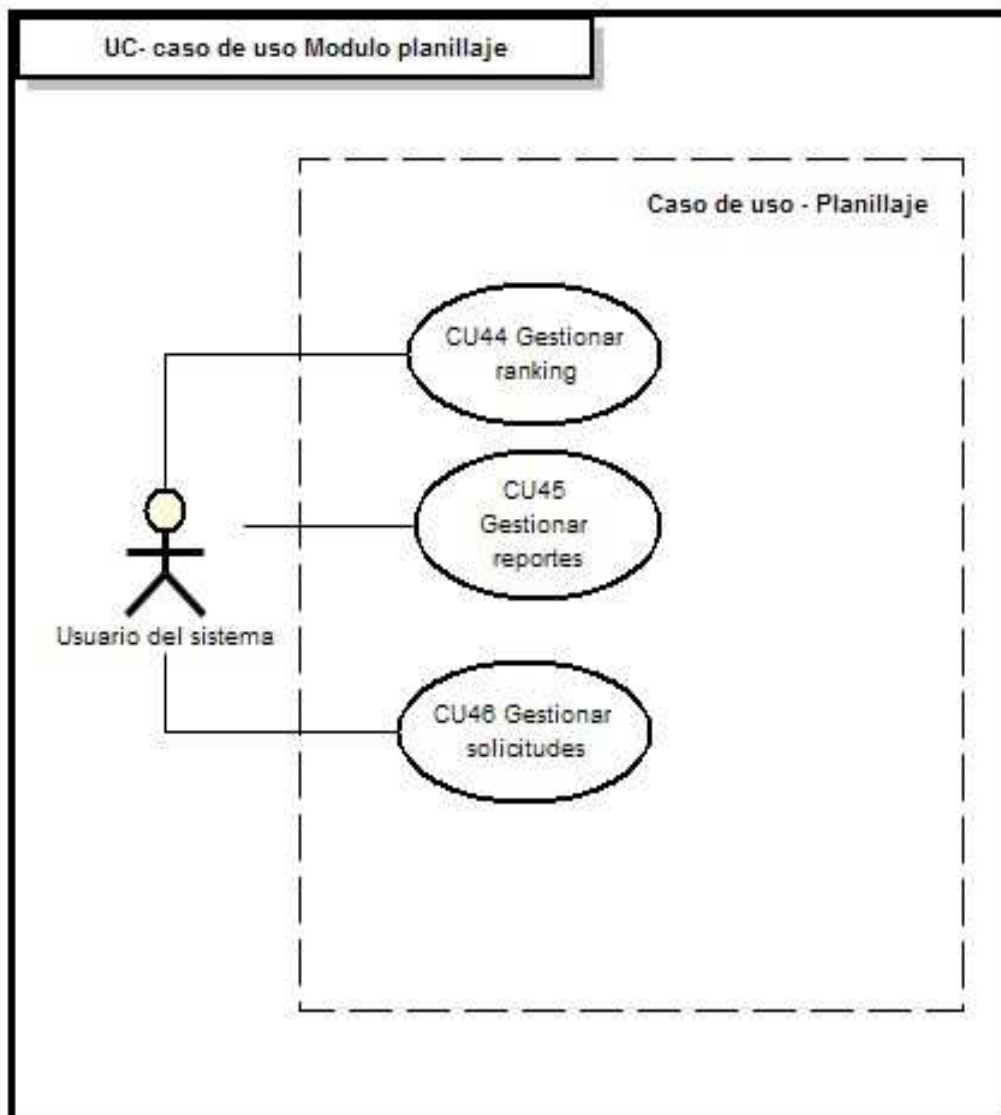 UC- caso de uso Modulo planillaje
Caso de uso - Planillaje
CU44 Gestionar
ranking
CU45
Gestionar
reportes
Usuario del sistema
CU46 Gestionar
solicitudes